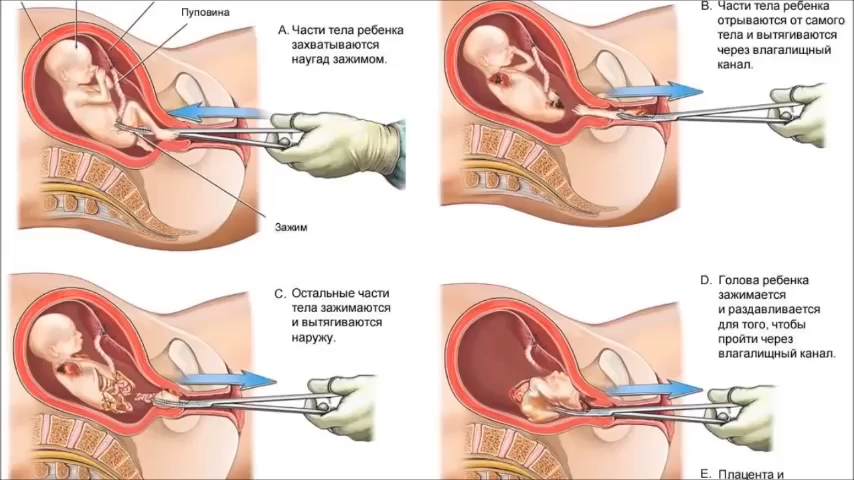 Пуповина
A. Части тела ребенка
захватываются
наугад зажимом.
Зажим
B. Части тела ребенка
отрываются от самого
тела и вытягиваются
через влагалищный
канал.
C. Остальные части
тела зажимаются
и вытягиваются
наружу.
D. Голова ребенка
зажимается
и раздавливается
для того, чтобы
пройти через
влагалищный канал.
E. Плацента и